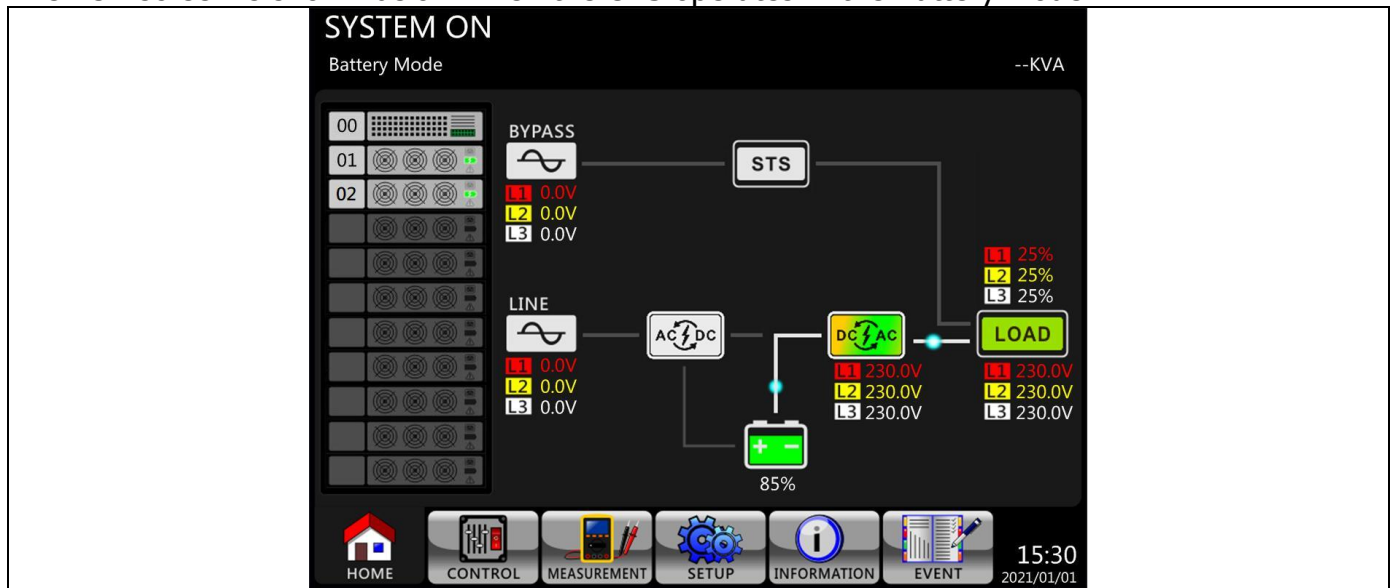 SYSTEM ON
Battery Mode
--KVA
00
01
02
BYPASS
L1 0.0V
L2 0.0V
L3 0.0V
STS
L1 25%
L2 25%
L3 25%
LINE
AC DC
DC AC
LOAD
L1 0.0V
L2 0.0V
L3 0.0V
L1 230.0V
L2 230.0V
L3 230.0V
L1 230.0V
L2 230.0V
L3 230.0V
+ −
85%
HOME
CONTROL
MEASUREMENT
SETUP
INFORMATION
EVENT
15:30
2021/01/01